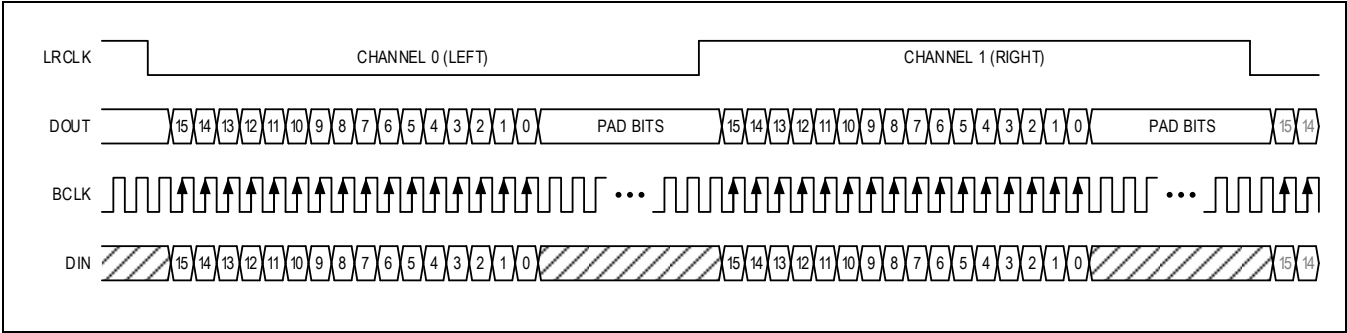 LRCLK CHANNEL 0 (LEFT) CHANNEL 1 (RIGHT)
DOUT 15 14 13 12 11 10 9 8 7 6 5 4 3 2 1 0 PAD BITS 15 14 13 12 11 10 9 8 7 6 5 4 3 2 1 0 PAD BITS 15 14
BCLK
DIN 15 14 13 12 11 10 9 8 7 6 5 4 3 2 1 0 15 14 13 12 11 10 9 8 7 6 5 4 3 2 1 0 15 14